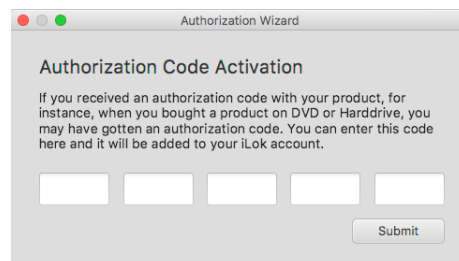 Authorization Wizard
Authorization Code Activation
If you received an authorization code with your product, for
instance, when you bought a product on DVD or Harddrive, you
may have gotten an authorization code. You can enter this code
here and it will be added to your iLok account.
Submit